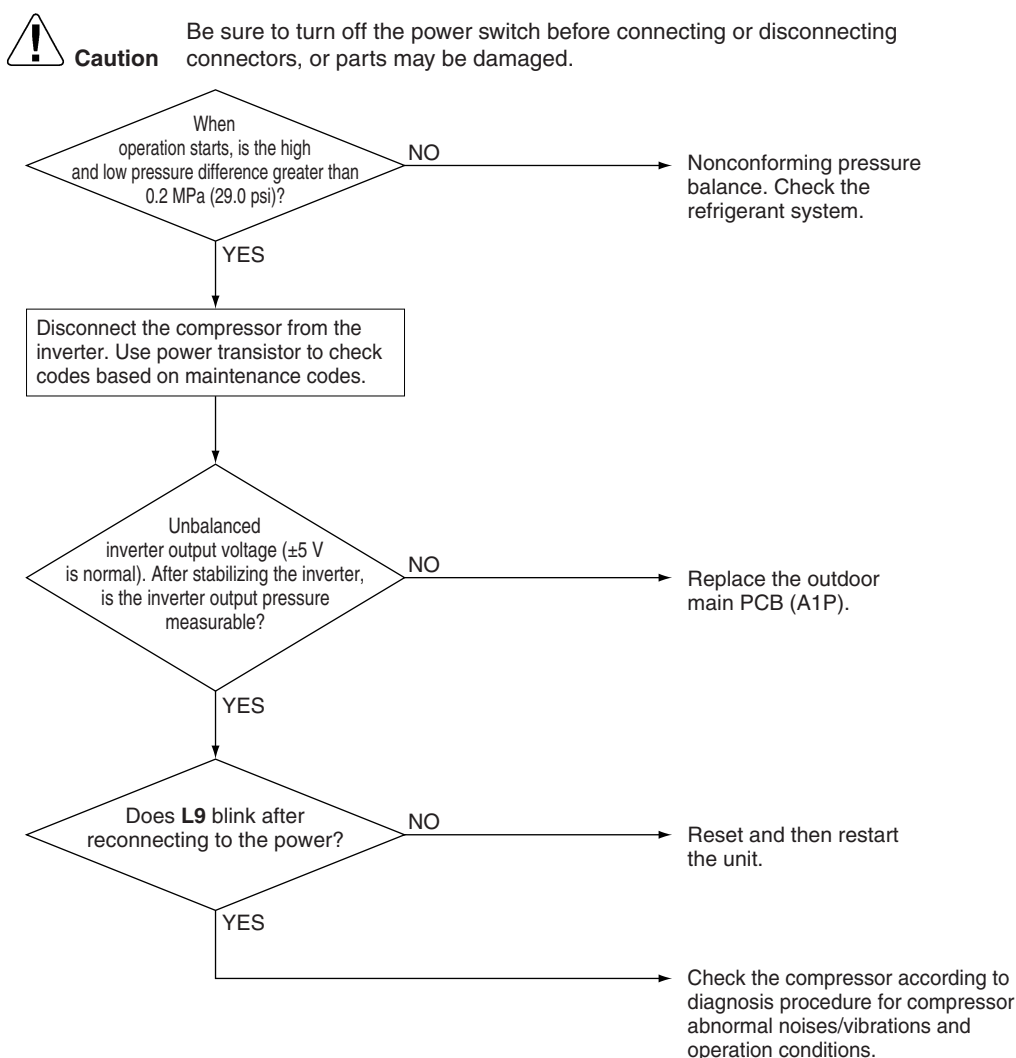 Be sure to turn off the power switch before connecting or disconnecting
Caution connectors, or parts may be damaged.
When
operation starts, is the high
and low pressure difference greater than
0.2 MPa (29.0 psi)?
NO
Nonconforming pressure
balance. Check the
refrigerant system.
YES
Disconnect the compressor from the
inverter. Use power transistor to check
codes based on maintenance codes.
Unbalanced
inverter output voltage (±5 V
is normal). After stabilizing the inverter,
is the inverter output pressure
measurable?
NO
Replace the outdoor
main PCB (A1P).
YES
Does L9 blink after
reconnecting to the power?
NO
Reset and then restart
the unit.
YES
Check the compressor according to
diagnosis procedure for compressor
abnormal noises/vibrations and
operation conditions.